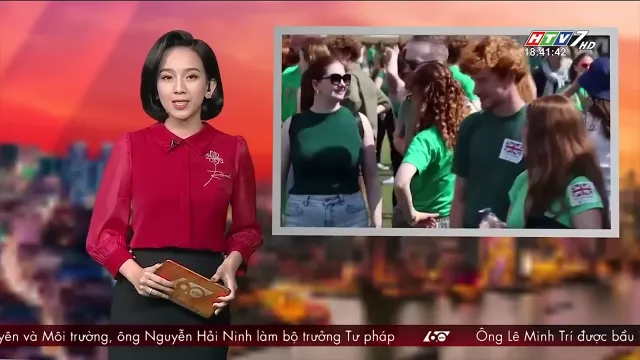 HTV7 HD
18:41:42
yên và Môi trường, ông Nguyễn Hải Ninh làm bộ trưởng Tư pháp
60
Ông Lê Minh Trí được bầu